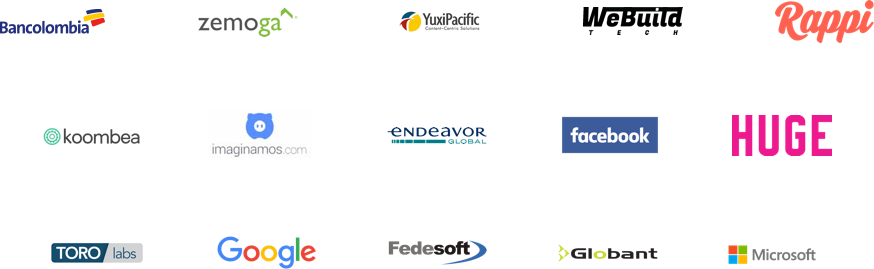 Bancolombia
zemoga
YuxiPacific
Content-Centric Solutions
WeBuild
TECH
Rappi
koombea
imaginamos.com
enDeavor
GLOBAL
facebook
HUGE
TORO labs
Google
Fedesoft
Globant
Microsoft